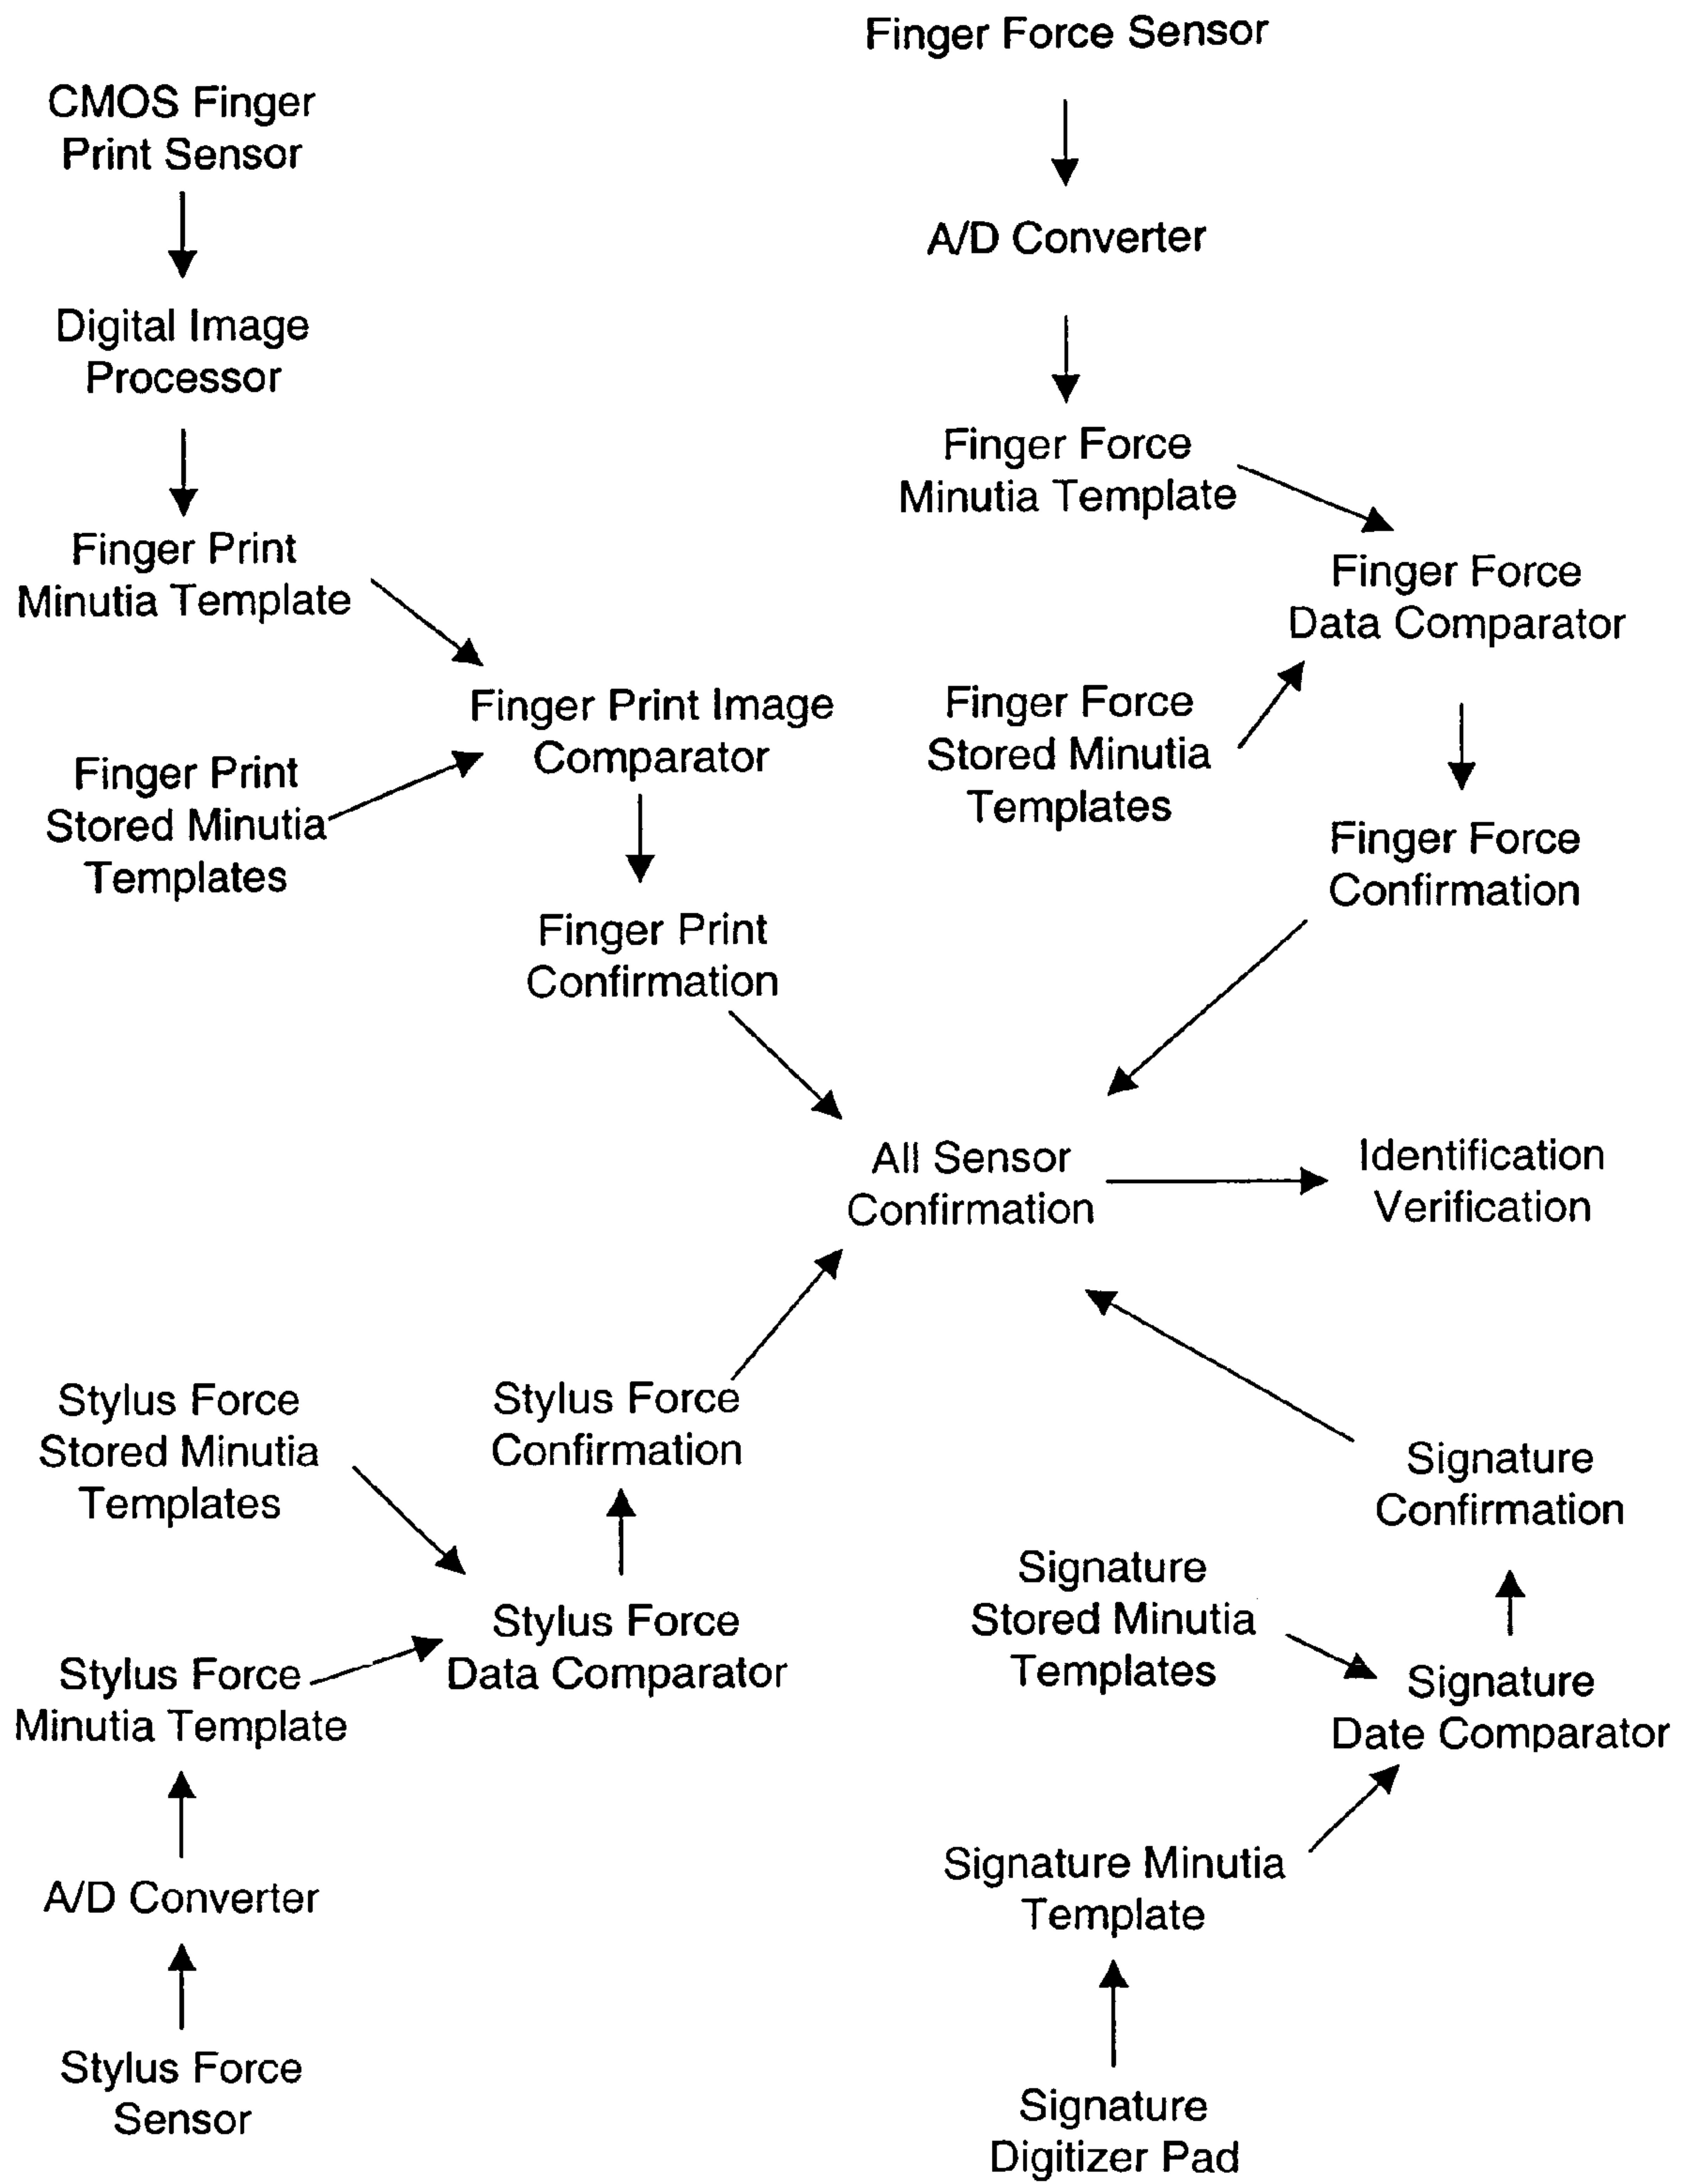 Finger Force Sensor
CMOS Finger
Print Sensor
A/D Converter
Digital Image
Processor
Finger Force
Minutia Template
Finger Print
Minutia Template
Finger Force
Data Comparator
Finger Print Image
Comparator
Finger Force
Stored Minutia
Templates
Finger Print
Stored Minutia
Templates
Finger Force
Confirmation
Finger Print
Confirmation
All Sensor
Confirmation
Identification
Verification
Stylus Force
Stored Minutia
Templates
Stylus Force
Confirmation
Signature
Confirmation
Signature
Stored Minutia
Templates
Stylus Force
Data Comparator
Stylus Force
Minutia Template
Signature
Date Comparator
Signature Minutia
Template
A/D Converter
Stylus Force
Sensor
Signature
Digitizer Pad